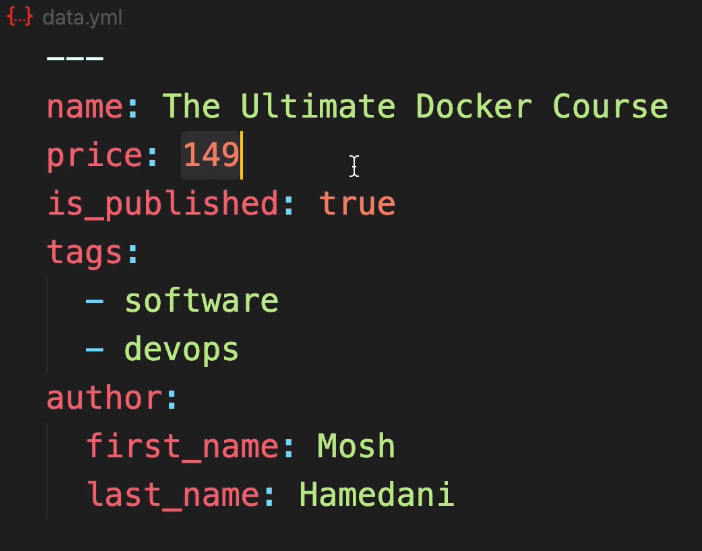 {...} data.yml
---
name: The Ultimate Docker Course
price: 149
is_published: true
tags:
  - software
  - devops
author:
  first_name: Mosh
  last_name: Hamedani